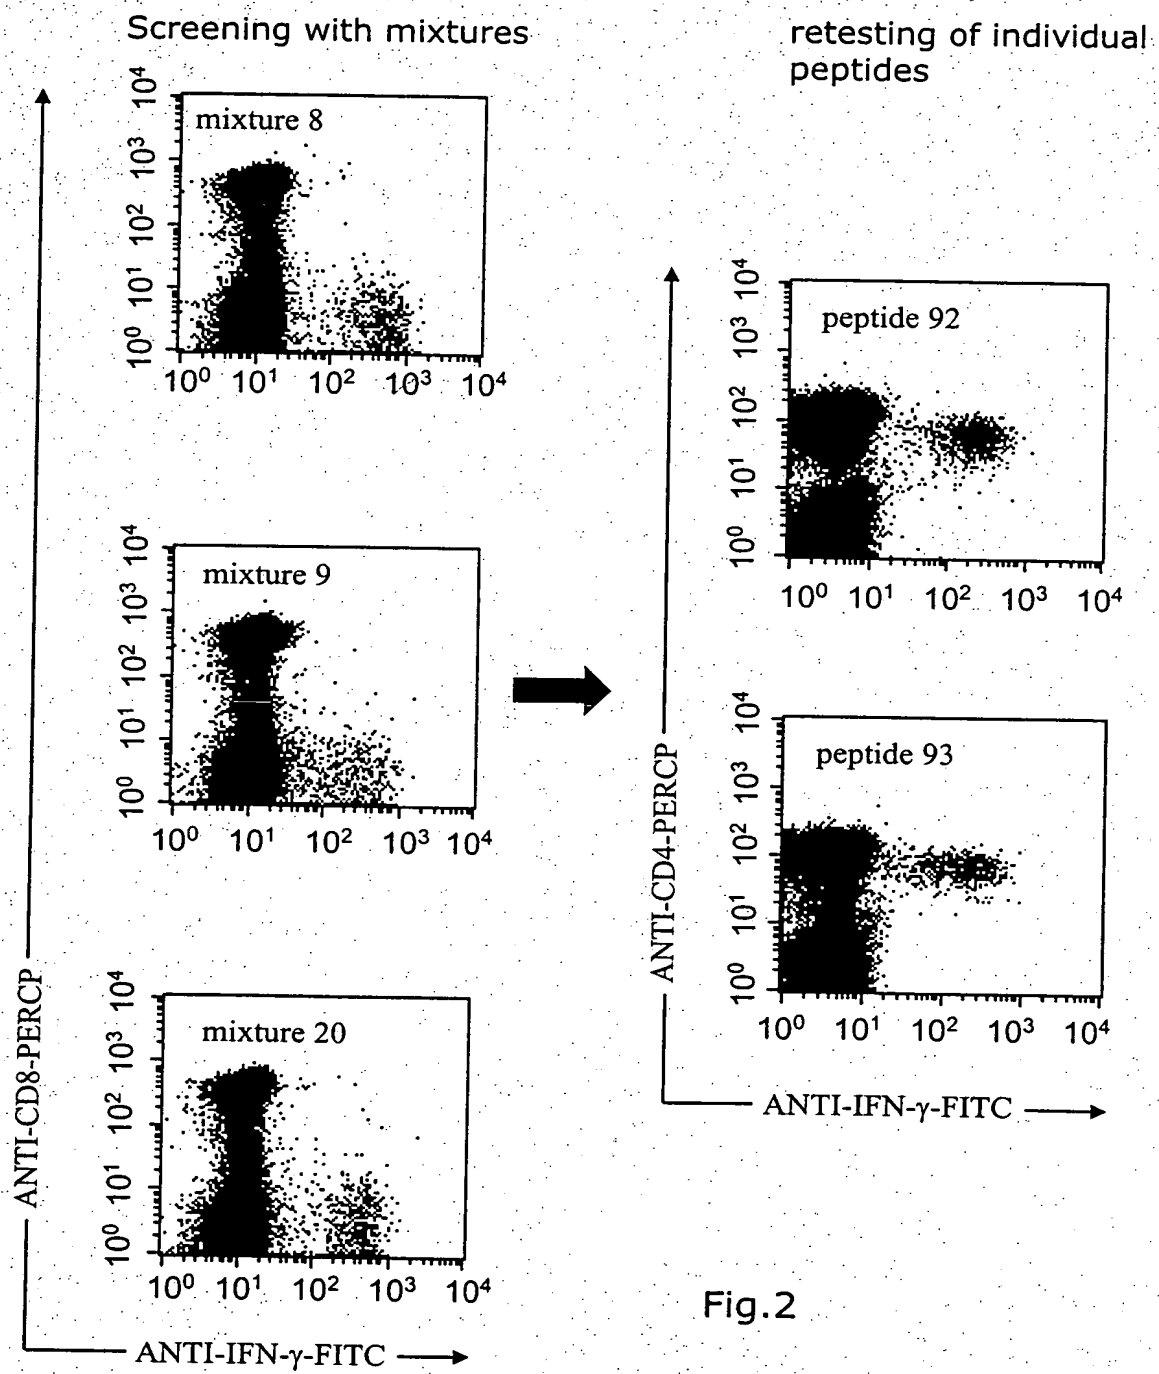 Screening with mixtures
retesting of individual
peptides
mixture 8
10⁴
10³
10²
10¹
10⁰
10⁰ 10¹ 10² 10³ 10⁴
mixture 9
10⁴
10³
10²
10¹
10⁰
10⁰ 10¹ 10² 10³ 10⁴
mixture 20
10⁴
10³
10²
10¹
10⁰
10⁰ 10¹ 10² 10³ 10⁴
ANTI-CD8-PERCP
ANTI-IFN-γ-FITC
peptide 92
10⁴
10³
10²
10¹
10⁰
10⁰ 10¹ 10² 10³ 10⁴
peptide 93
10⁴
10³
10²
10¹
10⁰
10⁰ 10¹ 10² 10³ 10⁴
ANTI-CD4-PERCP
ANTI-IFN-γ-FITC
Fig.2